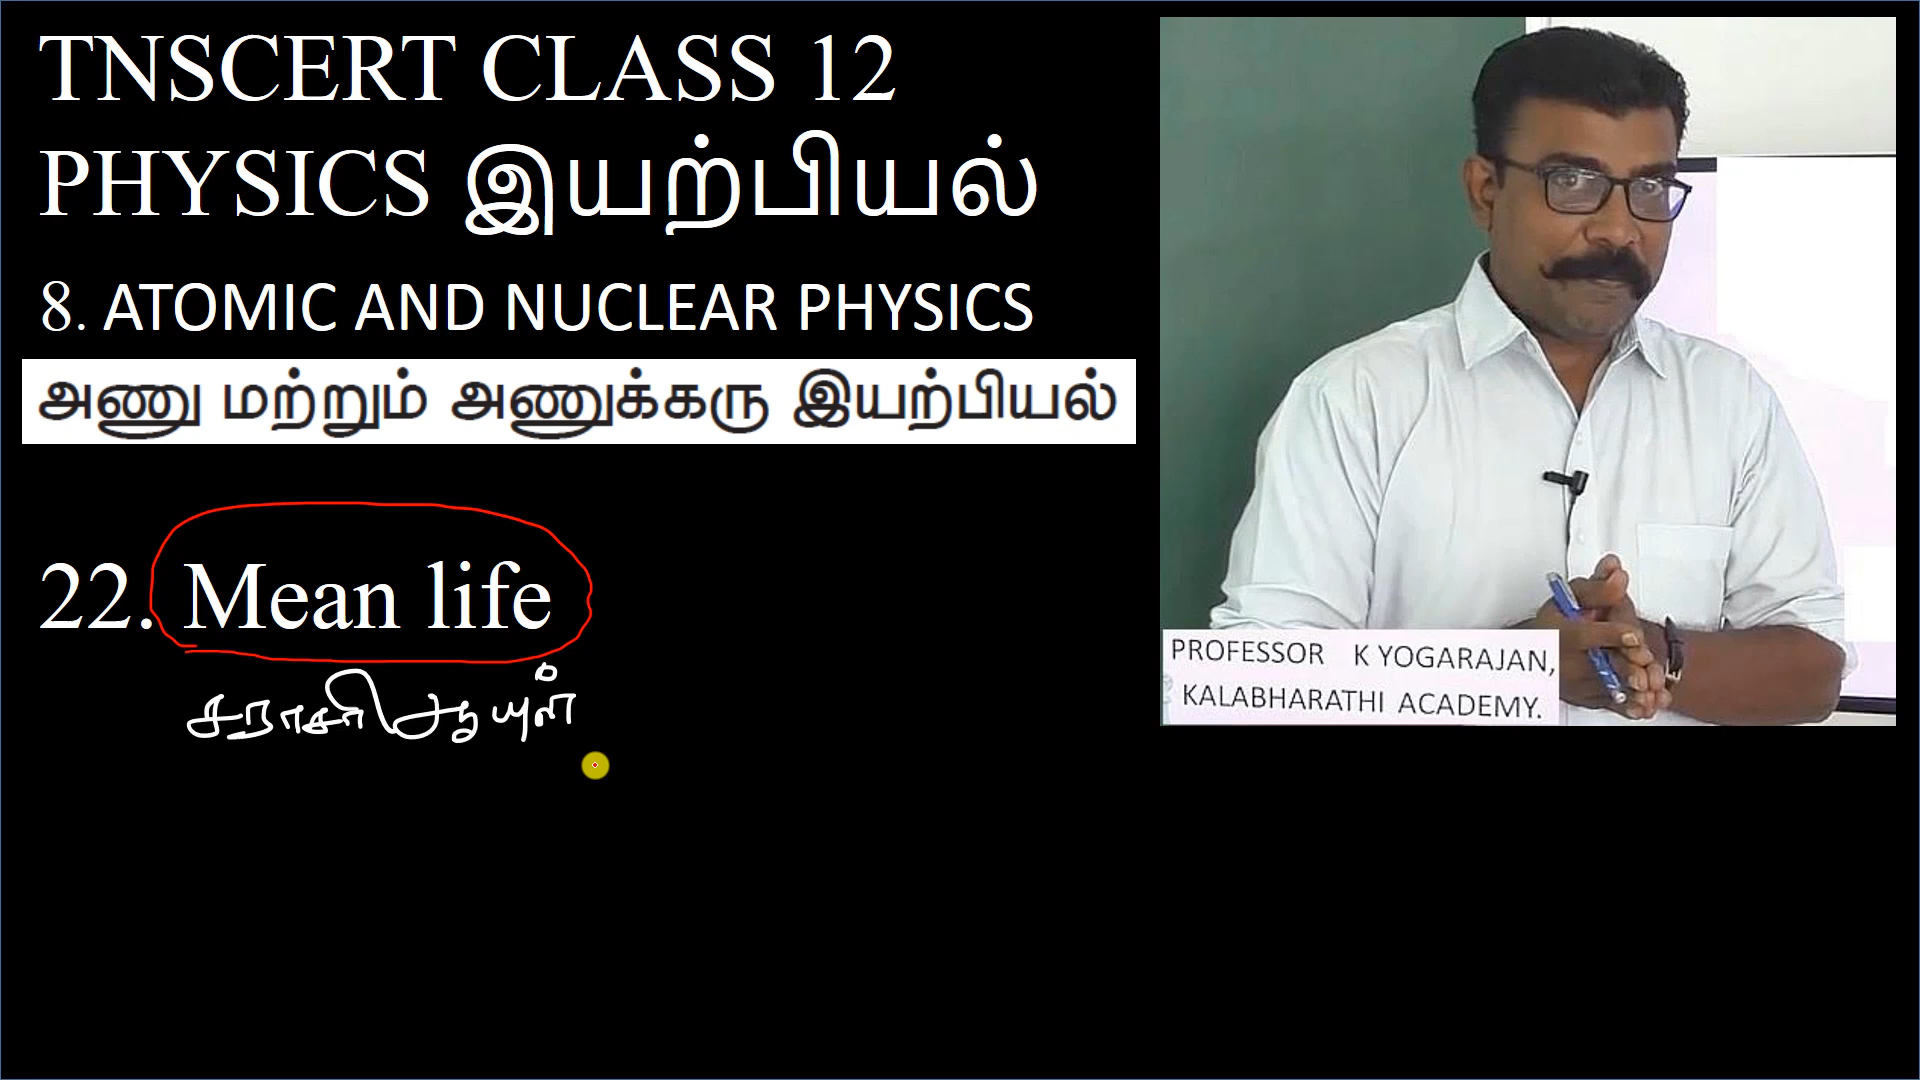 TNSCERT CLASS 12
PHYSICS இயற்பியல்
8. ATOMIC AND NUCLEAR PHYSICS
அணு மற்றும் அணுக்கரு இயற்பியல்
22. Mean life
சராசரி ஆயுள்
PROFESSOR K YOGARAJAN,
KALABHARATHI ACADEMY.